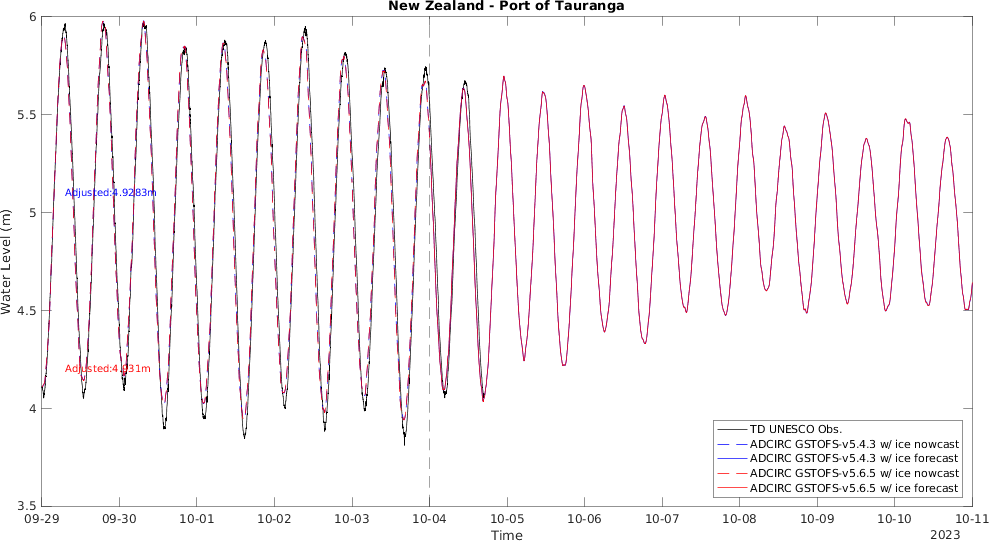 New Zealand - Port of Tauranga
6
5.5
5
4.5
4
3.5
Water Level (m)
Adjusted:4.9283m
Adjusted:4.931m
TD UNESCO Obs.
ADCIRC GSTOFS-v5.4.3 w/ ice nowcast
ADCIRC GSTOFS-v5.4.3 w/ ice forecast
ADCIRC GSTOFS-v5.6.5 w/ ice nowcast
ADCIRC GSTOFS-v5.6.5 w/ ice forecast
09-29 09-30 10-01 10-02 10-03 10-04 10-05 10-06 10-07 10-08 10-09 10-10 10-11
Time
2023